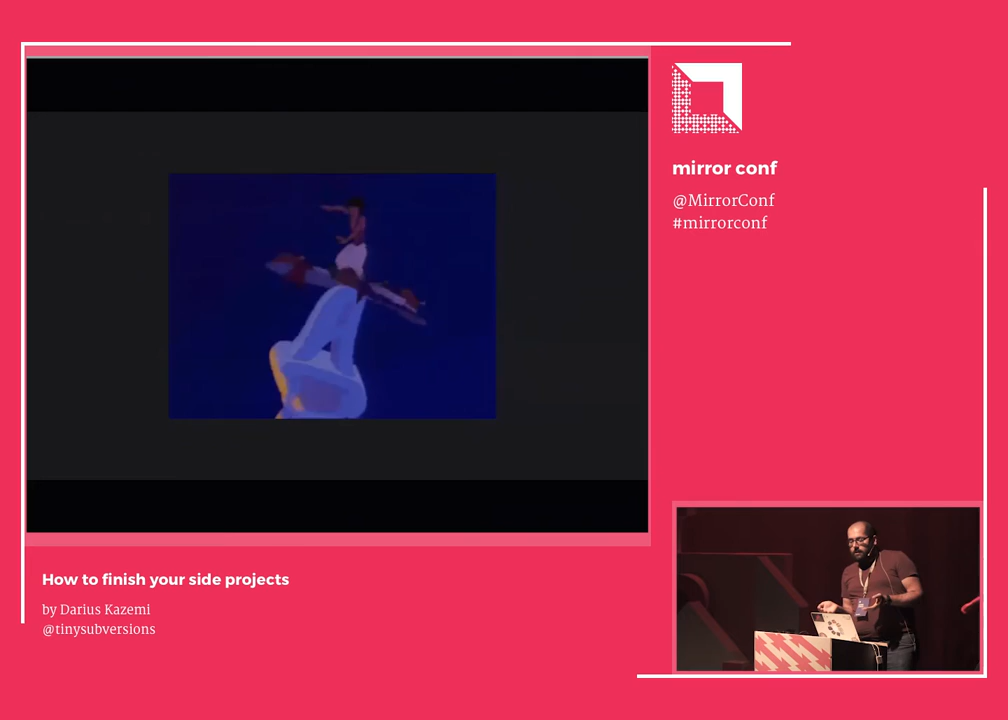 mirror conf
@MirrorConf
#mirrorconf
How to finish your side projects
by Darius Kazemi
@tinysubversions